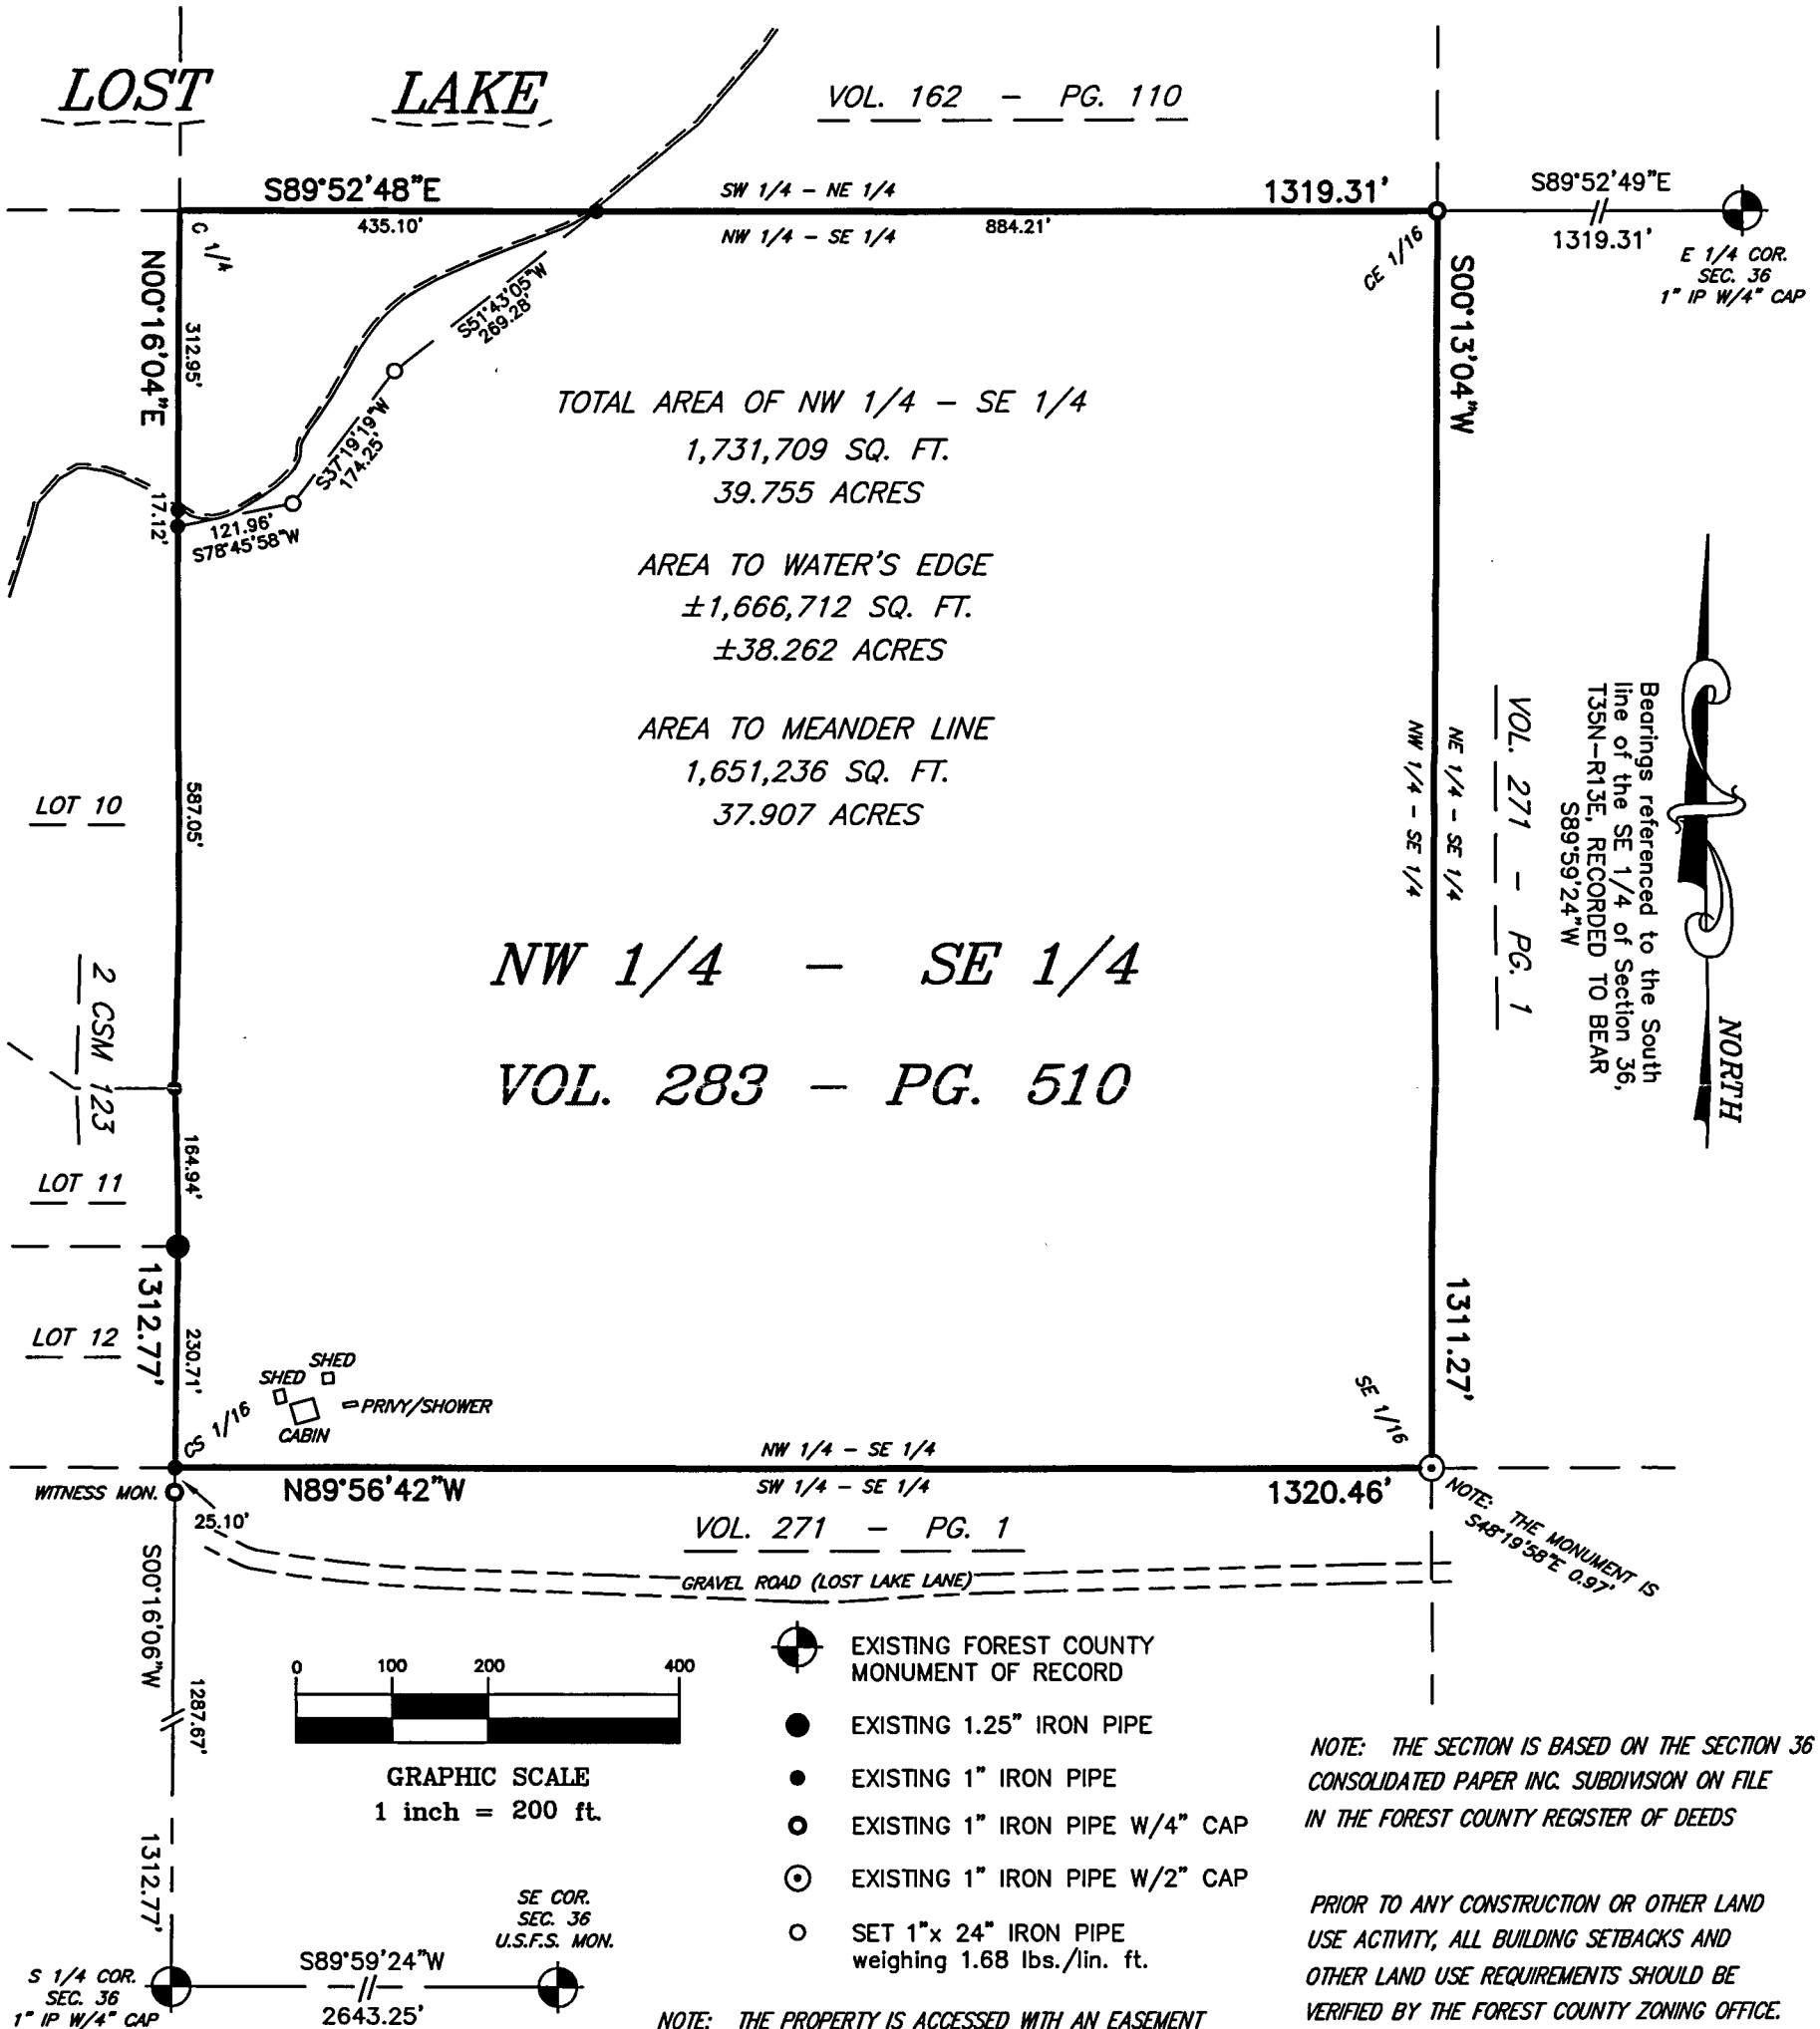 LOST LAKE
VOL. 162 - PG. 110
S89°52'48"E
SW 1/4 - NE 1/4
1319.31'
S89°52'49"E
435.10'
NW 1/4 - SE 1/4
884.21'
1319.31'
C 1/4
CE 1/16
E 1/4 COR.
SEC. 36
1" IP W/4" CAP
N00°16'04"E
312.95'
S51°43'05"W
269.28'
S00°13'04"W
S37°19'19"W
174.25'
17.12'
121.96'
S78°45'58"W
TOTAL AREA OF NW 1/4 - SE 1/4
1,731,709 SQ. FT.
39.755 ACRES
AREA TO WATER'S EDGE
±1,666,712 SQ. FT.
±38.262 ACRES
AREA TO MEANDER LINE
1,651,236 SQ. FT.
37.907 ACRES
Bearings referenced to the South
line of the SE 1/4 of Section 36,
T35N-R13E, RECORDED TO BEAR
S89°59'24"W
NORTH
VOL. 271 - PG. 1
NE 1/4 - SE 1/4
NW 1/4 - SE 1/4
LOT 10
587.05'
NW 1/4 - SE 1/4
VOL. 283 - PG. 510
2 CSM 123
164.94'
LOT 11
1312.77'
LOT 12
230.71'
1311.27'
SHED
SHED
PRIVY/SHOWER
CABIN
CS 1/16
SE 1/16
NW 1/4 - SE 1/4
WITNESS MON.
N89°56'42"W
SW 1/4 - SE 1/4
1320.46'
25.10'
VOL. 271 - PG. 1
NOTE: THE MONUMENT IS
S48°19'58"E 0.97'
GRAVEL ROAD (LOST LAKE LANE)
S00°16'06"W
1287.67'
1312.77'
0 100 200 400
GRAPHIC SCALE
1 inch = 200 ft.
EXISTING FOREST COUNTY
MONUMENT OF RECORD
EXISTING 1.25" IRON PIPE
EXISTING 1" IRON PIPE
EXISTING 1" IRON PIPE W/4" CAP
EXISTING 1" IRON PIPE W/2" CAP
SET 1"x 24" IRON PIPE
weighing 1.68 lbs./lin. ft.
NOTE: THE SECTION IS BASED ON THE SECTION 36
CONSOLIDATED PAPER INC. SUBDIVISION ON FILE
IN THE FOREST COUNTY REGISTER OF DEEDS
PRIOR TO ANY CONSTRUCTION OR OTHER LAND
USE ACTIVITY, ALL BUILDING SETBACKS AND
OTHER LAND USE REQUIREMENTS SHOULD BE
VERIFIED BY THE FOREST COUNTY ZONING OFFICE.
SE COR.
SEC. 36
U.S.F.S. MON.
S 1/4 COR.
SEC. 36
1" IP W/4" CAP
S89°59'24"W
2643.25'
NOTE: THE PROPERTY IS ACCESSED WITH AN EASEMENT